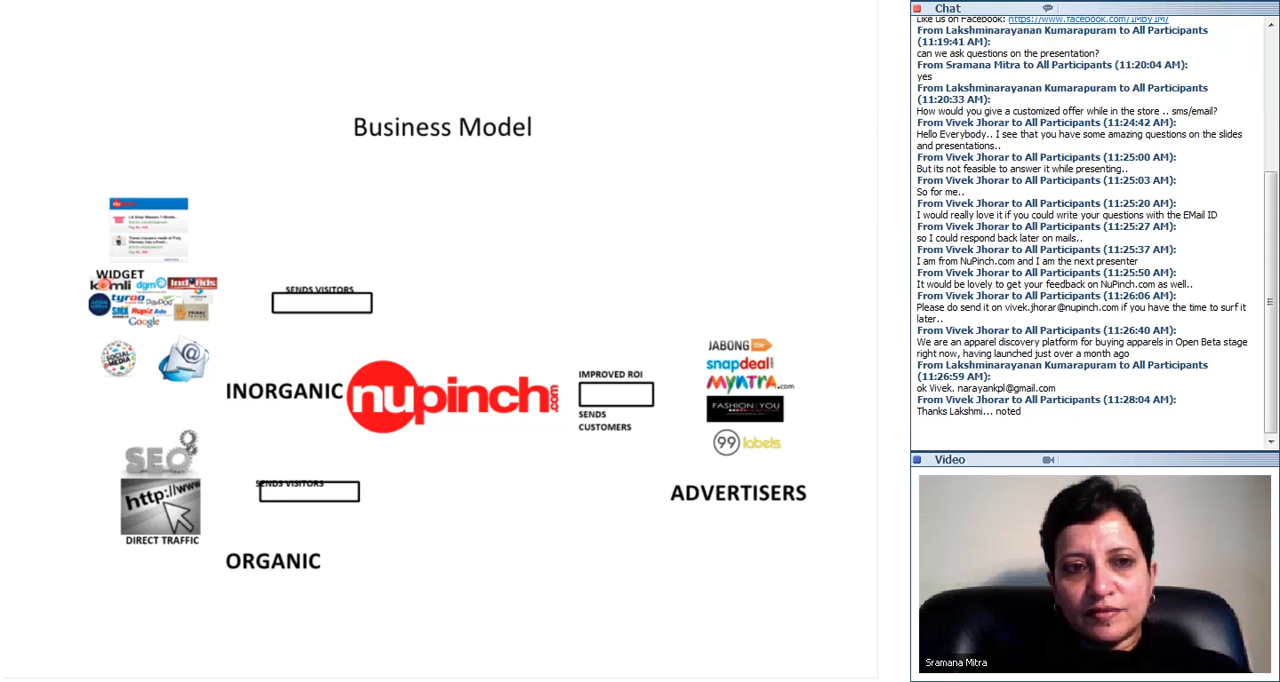 Business Model
nupinch
WIDGET
komli dgm IndiAds
tyroo PayPod
SMX Rupiz Ads
Google
SENDS VISITORS
SOCIAL MEDIA
@
INORGANIC nupinch.com
IMPROVED ROI
SENDS
CUSTOMERS
JABONG.COM
snapdeal.com
myntra.com
FASHION YOU
99 labels
ADVERTISERS
SEO
http://www
SENDS VISITORS
DIRECT TRAFFIC
ORGANIC
Chat
Like us on Facebook: https://www.facebook.com/1Mby1M/
From Lakshminarayanan Kumarapuram to All Participants
(11:19:41 AM):
can we ask questions on the presentation?
From Sramana Mitra to All Participants (11:20:04 AM):
yes
From Lakshminarayanan Kumarapuram to All Participants
(11:20:33 AM):
How would you give a customized offer while in the store .. sms/email?
From Vivek Jhorar to All Participants (11:24:42 AM):
Hello Everybody.. I see that you have some amazing questions on the slides
and presentations..
From Vivek Jhorar to All Participants (11:25:00 AM):
But its not feasible to answer it while presenting..
From Vivek Jhorar to All Participants (11:25:03 AM):
So for me..
From Vivek Jhorar to All Participants (11:25:20 AM):
I would really love it if you could write your questions with the EMail ID
From Vivek Jhorar to All Participants (11:25:27 AM):
so I could respond back later on mails..
From Vivek Jhorar to All Participants (11:25:37 AM):
I am from NuPinch.com and I am the next presenter
From Vivek Jhorar to All Participants (11:25:50 AM):
It would be lovely to get your feedback on NuPinch.com as well..
From Vivek Jhorar to All Participants (11:26:06 AM):
Please do send it on vivek.jhorar@nupinch.com if you have the time to surf it
later..
From Vivek Jhorar to All Participants (11:26:40 AM):
We are an apparel discovery platform for buying apparels in Open Beta stage
right now, having launched just over a month ago
From Lakshminarayanan Kumarapuram to All Participants
(11:26:59 AM):
ok Vivek. narayankpl@gmail.com
From Vivek Jhorar to All Participants (11:28:04 AM):
Thanks Lakshmi... noted
Video
Sramana Mitra